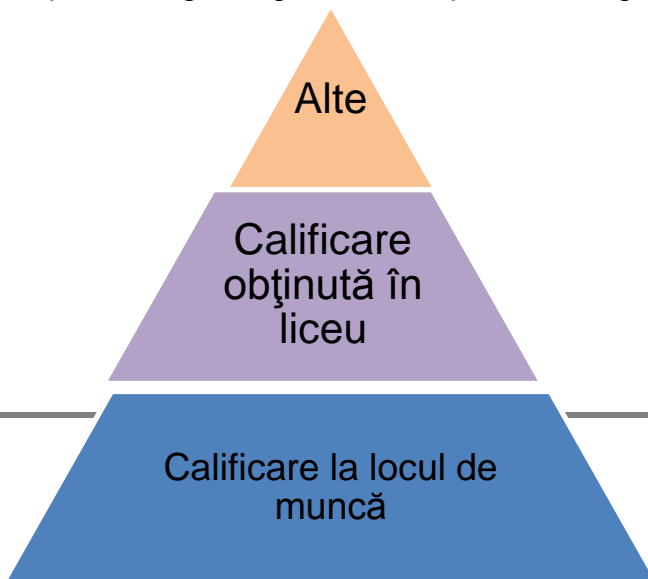 Alte
Calificare
obţinută în
liceu
Calificare la locul de
muncă